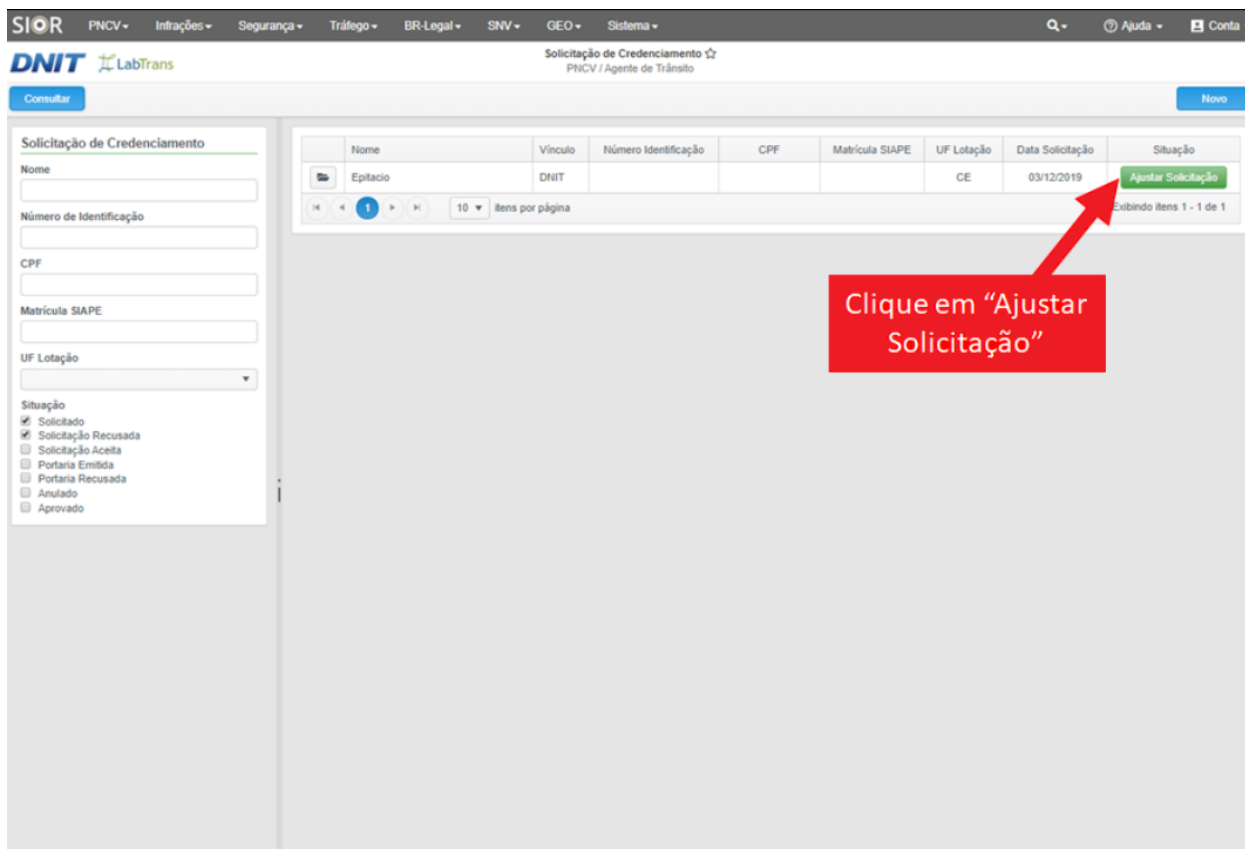 SIOR PNCV Infrações Segurança Tráfego BR-Legal SNV GEO Sistema Ajuda Conta
DNIT LabTrans
Solicitação de Credenciamento
PNCV / Agente de Trânsito
Consultar
Novo
Solicitação de Credenciamento
Nome
Número de Identificação
CPF
Matrícula SIAPE
UF Lotação
Situação
Solicitado
Solicitação Recusada
Solicitação Aceita
Portaria Emitida
Portaria Recusada
Anulado
Aprovado
Nome Vínculo Número Identificação CPF Matrícula SIAPE UF Lotação Data Solicitação Situação
Epitacio DNIT CE 03/12/2019 Ajustar Solicitação
1 10 itens por página Exibindo itens 1 - 1 de 1
Clique em “Ajustar
Solicitação”